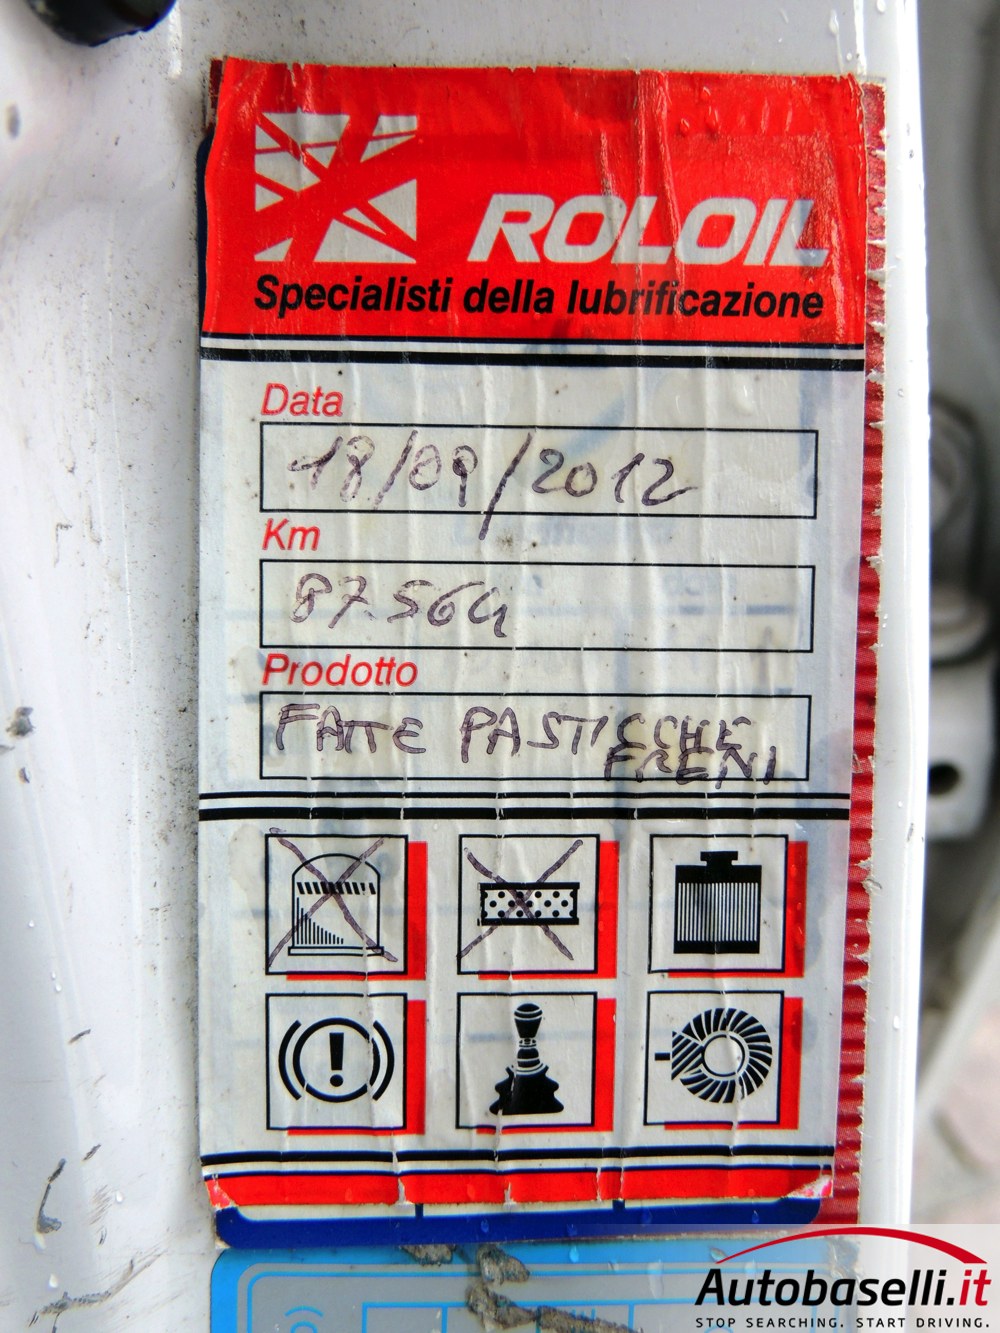 ROLOIL
Specialisti della lubrificazione
Data
18/09/2012
Km
87.564
Prodotto
FATTE PASTICCHE
FRENI
!
Autobaselli.it
STOP SEARCHING. START DRIVING.